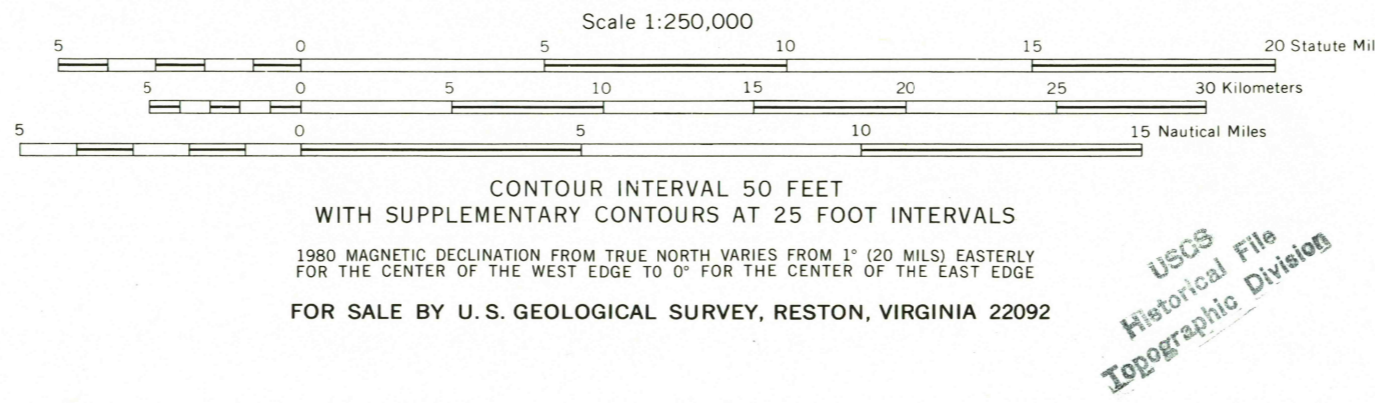 Scale 1:250,000
5 0 5 10 15 20 Statute Mil
5 0 5 10 15 20 25 30 Kilometers
5 0 5 10 15 Nautical Miles
CONTOUR INTERVAL 50 FEET
WITH SUPPLEMENTARY CONTOURS AT 25 FOOT INTERVALS
1980 MAGNETIC DECLINATION FROM TRUE NORTH VARIES FROM 1° (20 MILS) EASTERLY
FOR THE CENTER OF THE WEST EDGE TO 0° FOR THE CENTER OF THE EAST EDGE
FOR SALE BY U. S. GEOLOGICAL SURVEY, RESTON, VIRGINIA 22092
USGS
Historical File
Topographic Division